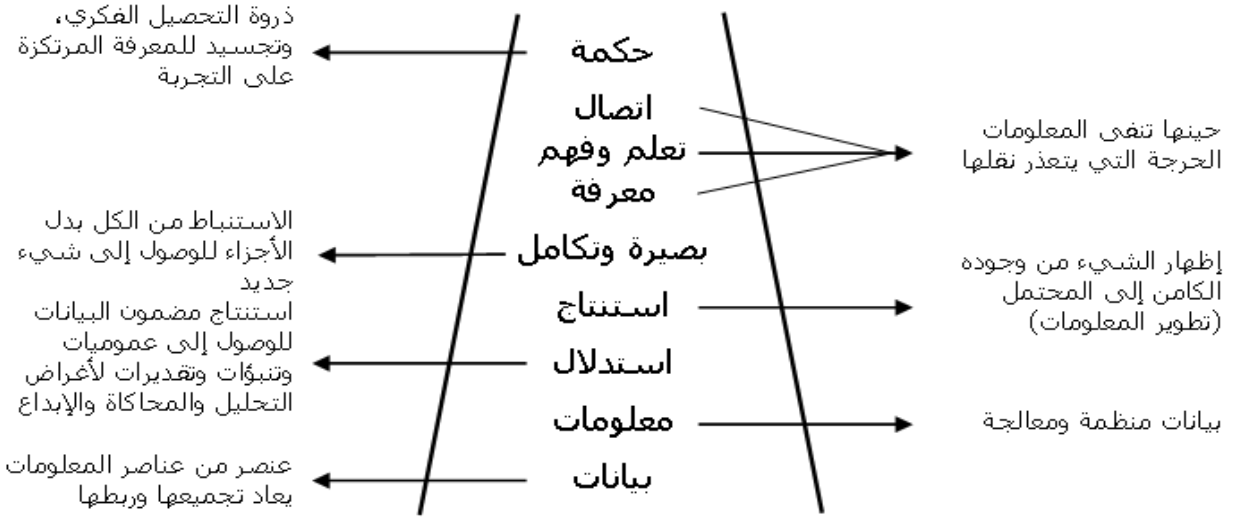 ذروة التحصيل الفكري،
وتجسيد للمعرفة المرتكزة
على التجربة
حكمة
اتصال
تعلم وفهم
معرفة
حينها تنفى المعلومات
الحرجة التي يتعذر نقلها
بصيرة وتكامل
الاستنباط من الكل بدل
الأجزاء للوصول إلى شيء
جديد
استنتاج
إظهار الشيء من وجوده
الكامن إلى المحتمل
(تطوير المعلومات)
استدلال
استنتاج مضمون البيانات
للوصول إلى عموميات
وتنبؤات وتقديرات لأغراض
التحليل والمحاكاة والإبداع
معلومات
بيانات منظمة ومعالجة
بيانات
عنصر من عناصر المعلومات
يعاد تجميعها وربطها